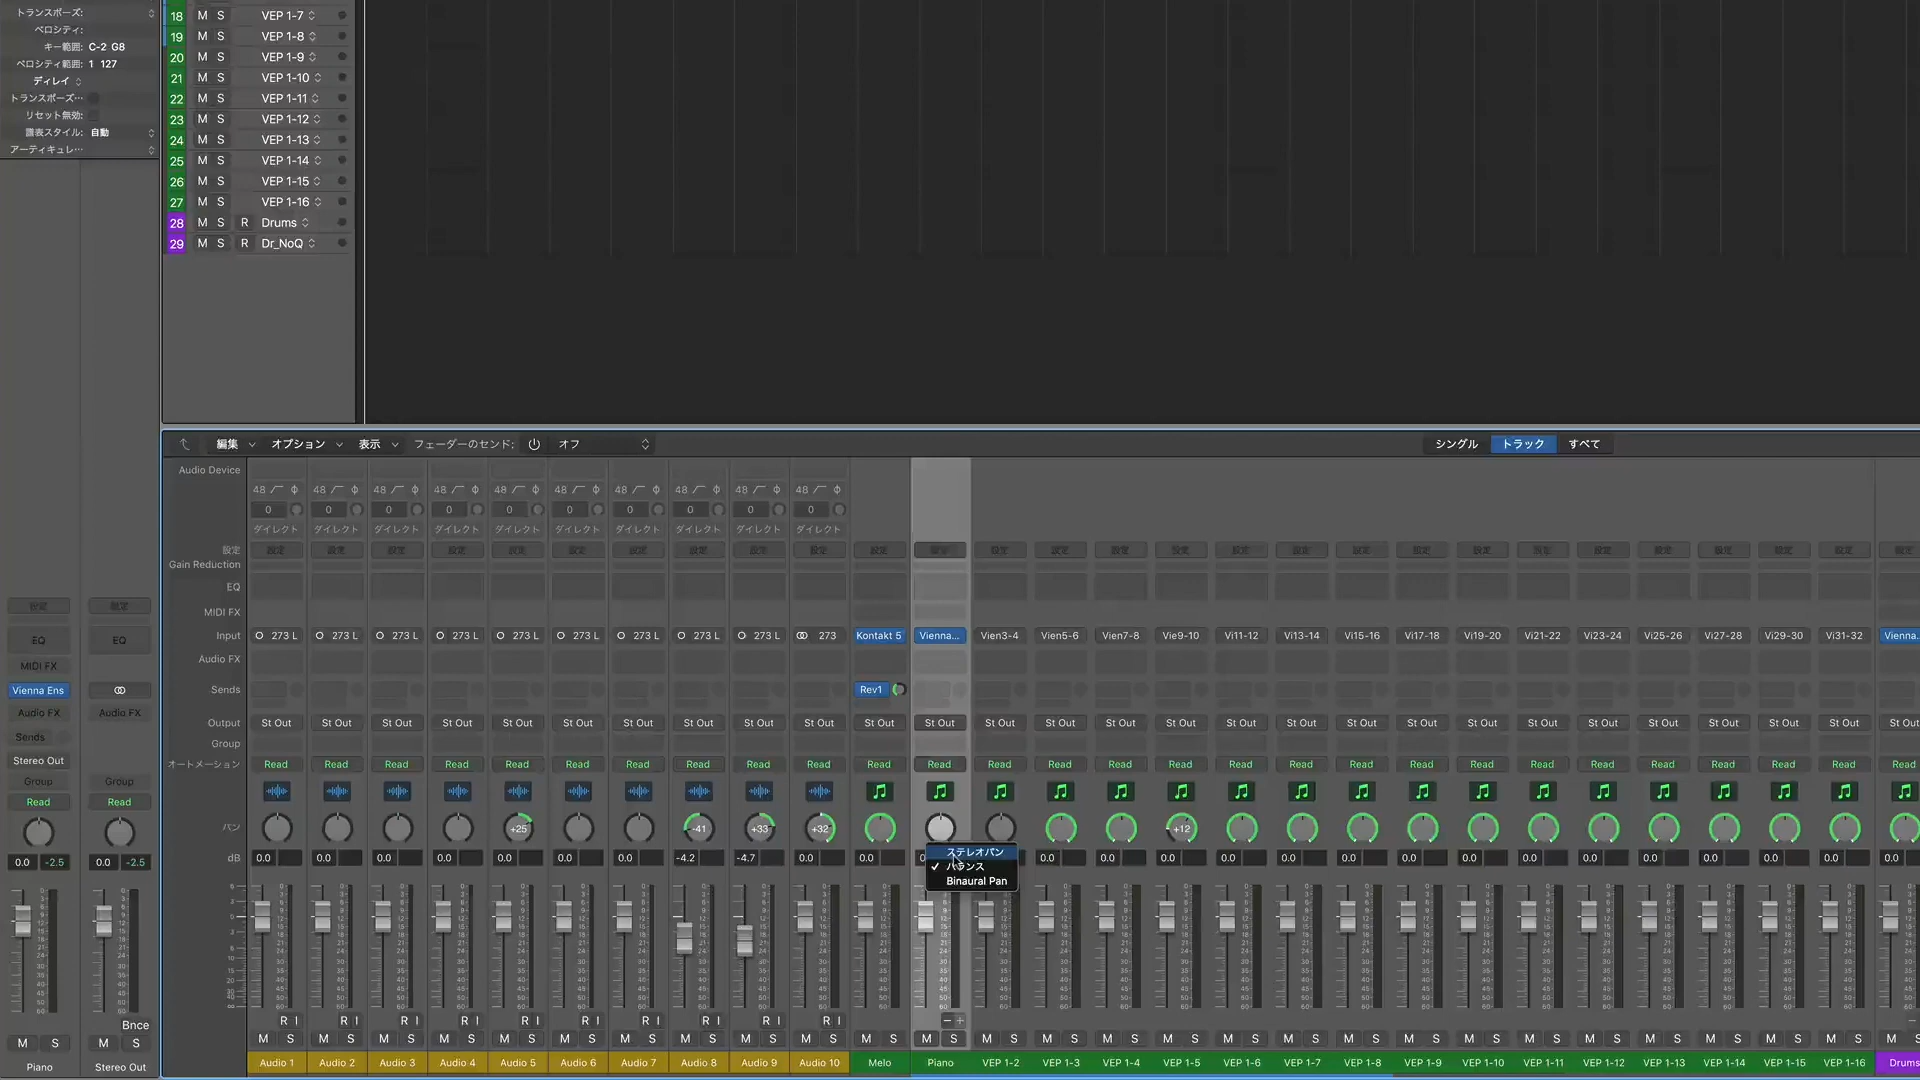 トランスポーズ:
ベロシティ:
キー範囲: C-2 G8
ベロシティ範囲: 1 127
ディレイ
トランスポーズ…
リセット無効:
譜表スタイル: 自動
アーティキュレ…
18 M S VEP 1-7
19 M S VEP 1-8
20 M S VEP 1-9
21 M S VEP 1-10
22 M S VEP 1-11
23 M S VEP 1-12
24 M S VEP 1-13
25 M S VEP 1-14
26 M S VEP 1-15
27 M S VEP 1-16
28 M S R Drums
29 M S R Dr_NoQ
編集 オプション 表示 フェーダーのセンド: オフ シングル トラック すべて
Audio Device
48 48 48 48 48 48 48 48 48 48
0 0 0 0 0 0 0 0 0 0
ダイレクト ダイレクト ダイレクト ダイレクト ダイレクト ダイレクト ダイレクト ダイレクト ダイレクト ダイレクト
設定 設定 設定 設定 設定 設定 設定 設定 設定 設定 設定 設定 設定 設定 設定 設定 設定 設定 設定 設定 設定 設定 設定 設定 設定 設定 設定 設定 設定
Gain Reduction
EQ
MIDI FX
Input 273 L 273 L 273 L 273 L 273 L 273 L 273 L 273 L 273 L 273 Kontakt 5 Vienna... Vien3-4 Vien5-6 Vien7-8 Vie9-10 Vi11-12 Vi13-14 Vi15-16 Vi17-18 Vi19-20 Vi21-22 Vi23-24 Vi25-26 Vi27-28 Vi29-30 Vi31-32 Vienna..
Audio FX
Sends Rev1
Output St Out St Out St Out St Out St Out St Out St Out St Out St Out St Out St Out St Out St Out St Out St Out St Out St Out St Out St Out St Out St Out St Out St Out St Out St Out St Out St Out St Out
Group
オートメーション Read Read Read Read Read Read Read Read Read Read Read Read Read Read Read Read Read Read Read Read Read Read Read Read Read Read Read Read
パン +25 -41 +33 +32 +12
dB 0.0 0.0 0.0 0.0 0.0 0.0 0.0 -4.2 -4.7 0.0 0.0 0.0 0.0 0.0 0.0 0.0 0.0 0.0 0.0 0.0 0.0 0.0 0.0 0.0 0.0 0.0
ステレオパン
バランス
Binaural Pan
R I R I R I R I R I R I R I R I R I R I
M S M S M S M S M S M S M S M S M S M S M S M S M S M S M S M S M S M S M S M S M S M S M S M S M S M S M S M S
Audio 1 Audio 2 Audio 3 Audio 4 Audio 5 Audio 6 Audio 7 Audio 8 Audio 9 Audio 10 Melo Piano VEP 1-2 VEP 1-3 VEP 1-4 VEP 1-5 VEP 1-6 VEP 1-7 VEP 1-8 VEP 1-9 VEP 1-10 VEP 1-11 VEP 1-12 VEP 1-13 VEP 1-14 VEP 1-15 VEP 1-16 Drums
設定 設定
EQ EQ
MIDI FX
Vienna Ens
Audio FX Audio FX
Sends
Stereo Out
Group Group
Read Read
0.0 -2.5 0.0 -2.5
Bnce
M S M S
Piano Stereo Out